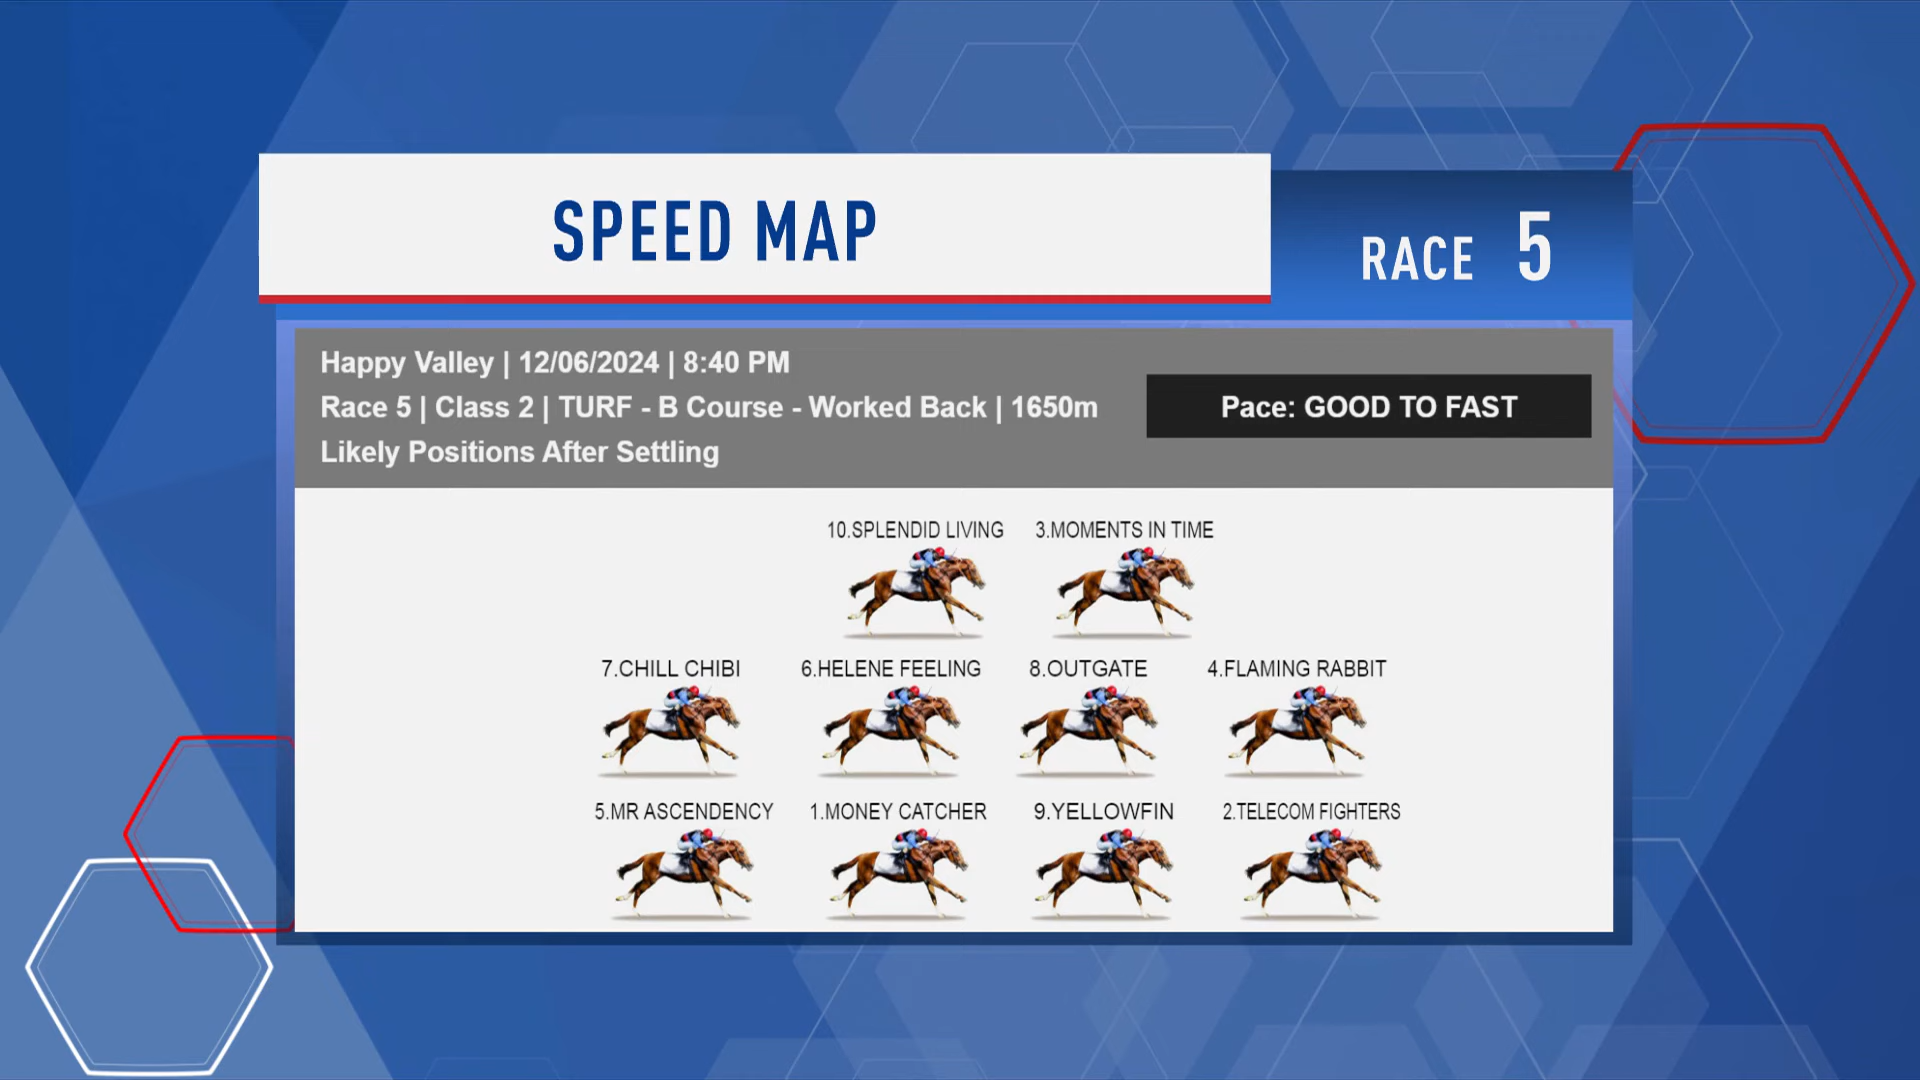 SPEED MAP
RACE 5
Happy Valley | 12/06/2024 | 8:40 PM
Race 5 | Class 2 | TURF - B Course - Worked Back | 1650m
Pace: GOOD TO FAST
Likely Positions After Settling
10.SPLENDID LIVING 3.MOMENTS IN TIME
7.CHILL CHIBI 6.HELENE FEELING 8.OUTGATE 4.FLAMING RABBIT
5.MR ASCENDENCY 1.MONEY CATCHER 9.YELLOWFIN 2.TELECOM FIGHTERS